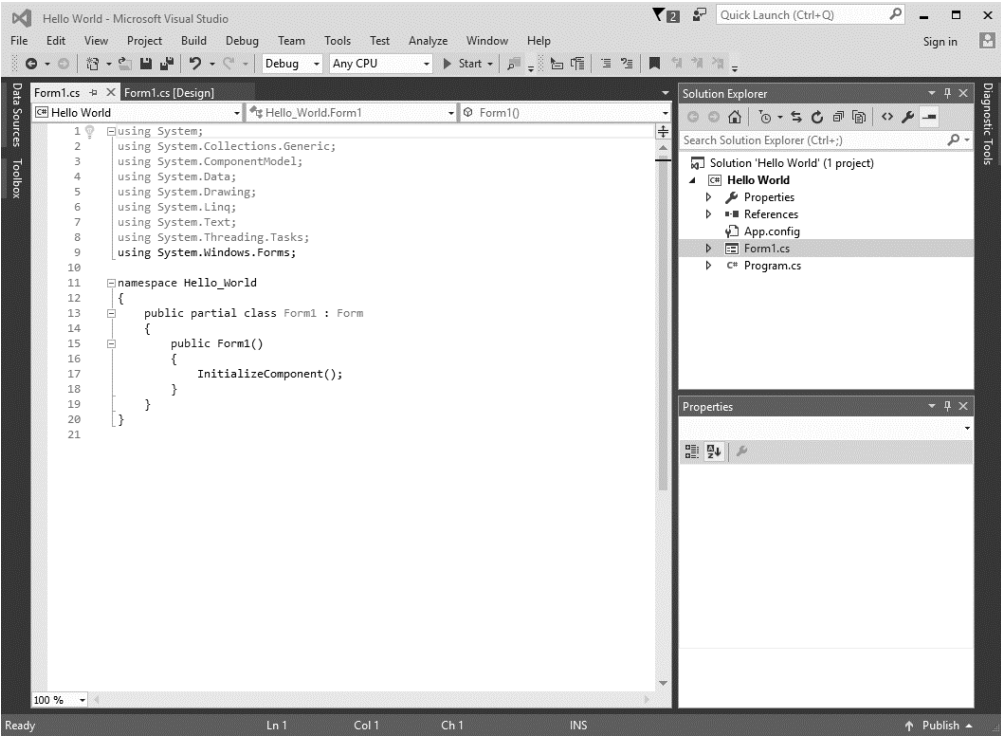 Hello World - Microsoft Visual Studio
2
Quick Launch (Ctrl+Q)
File Edit View Project Build Debug Team Tools Test Analyze Window Help
Sign in
Debug Any CPU Start
Data Sources
Toolbox
Form1.cs Form1.cs [Design]
C# Hello World Hello_World.Form1 Form1()
1 using System;
2 using System.Collections.Generic;
3 using System.ComponentModel;
4 using System.Data;
5 using System.Drawing;
6 using System.Linq;
7 using System.Text;
8 using System.Threading.Tasks;
9 using System.Windows.Forms;
10
11 namespace Hello_World
12 {
13 public partial class Form1 : Form
14 {
15 public Form1()
16 {
17 InitializeComponent();
18 }
19 }
20 }
21
100 %
Solution Explorer
Search Solution Explorer (Ctrl+;)
Solution 'Hello World' (1 project)
C# Hello World
Properties
References
App.config
Form1.cs
C# Program.cs
Properties
Diagnostic Tools
Ready Ln 1 Col 1 Ch 1 INS Publish